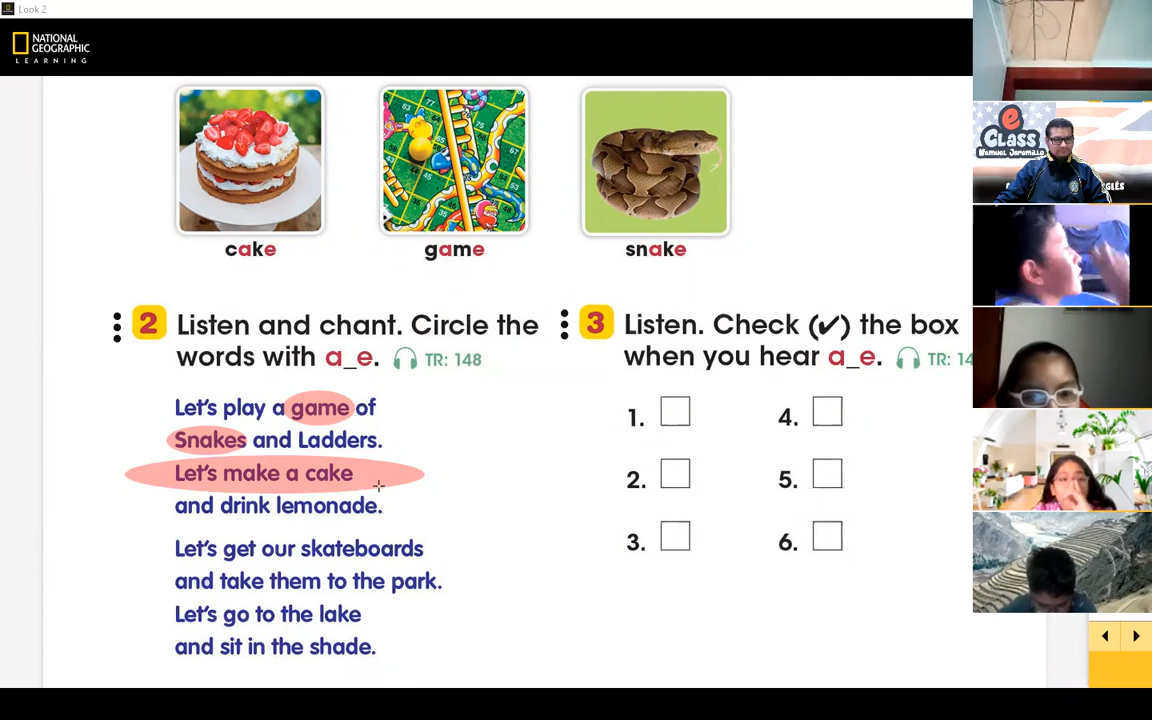 Look 2
NATIONAL
GEOGRAPHIC
LEARNING
e
CLASS
cake
game
snake
2 Listen and chant. Circle the
words with a_e. TR: 148
Let's play a game of
Snakes and Ladders.
Let's make a cake
and drink lemonade.
Let's get our skateboards
and take them to the park.
Let's go to the lake
and sit in the shade.
3 Listen. Check (✔) the box
when you hear a_e. TR: 14
1.
2.
3.
4.
5.
6.